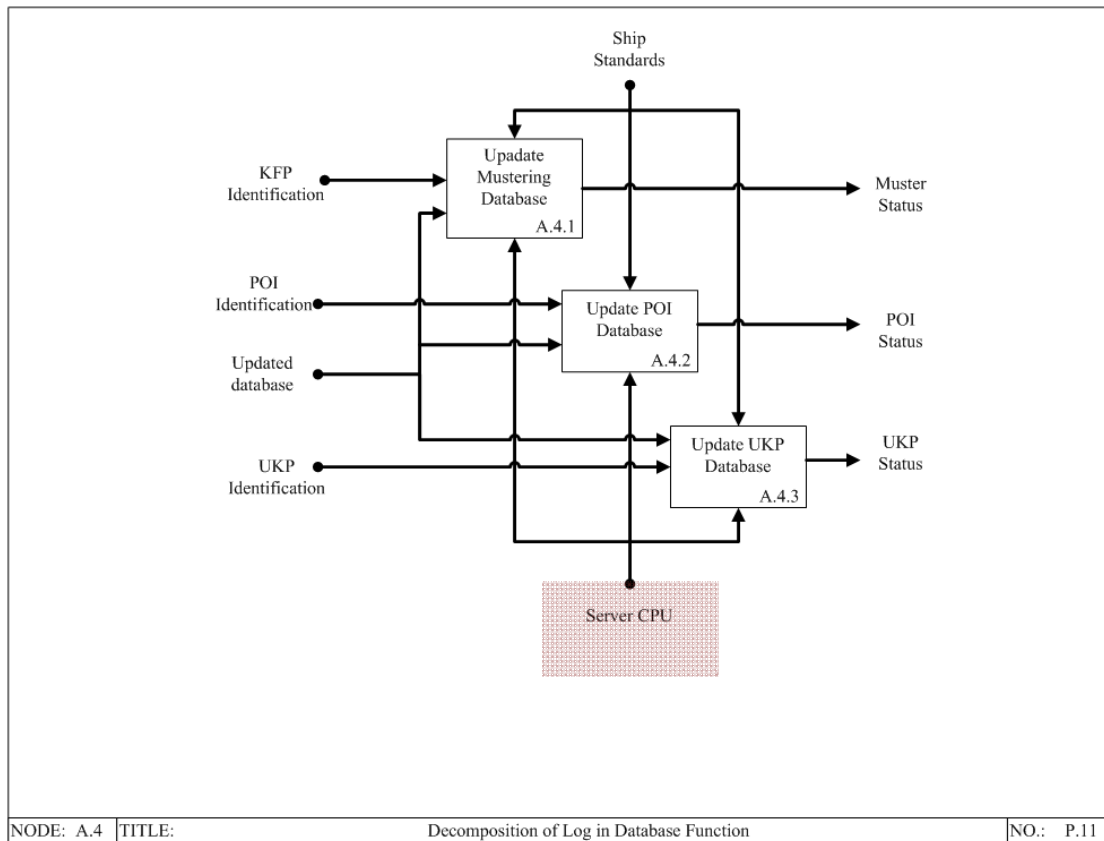 Ship
Standards
KFP
Identification
Upadate
Mustering
Database
A.4.1
Muster
Status
POI
Identification
Update POI
Database
A.4.2
POI
Status
Updated
database
UKP
Identification
Update UKP
Database
A.4.3
UKP
Status
Server CPU
NODE: A.4
TITLE:
Decomposition of Log in Database Function
NO.: P.11